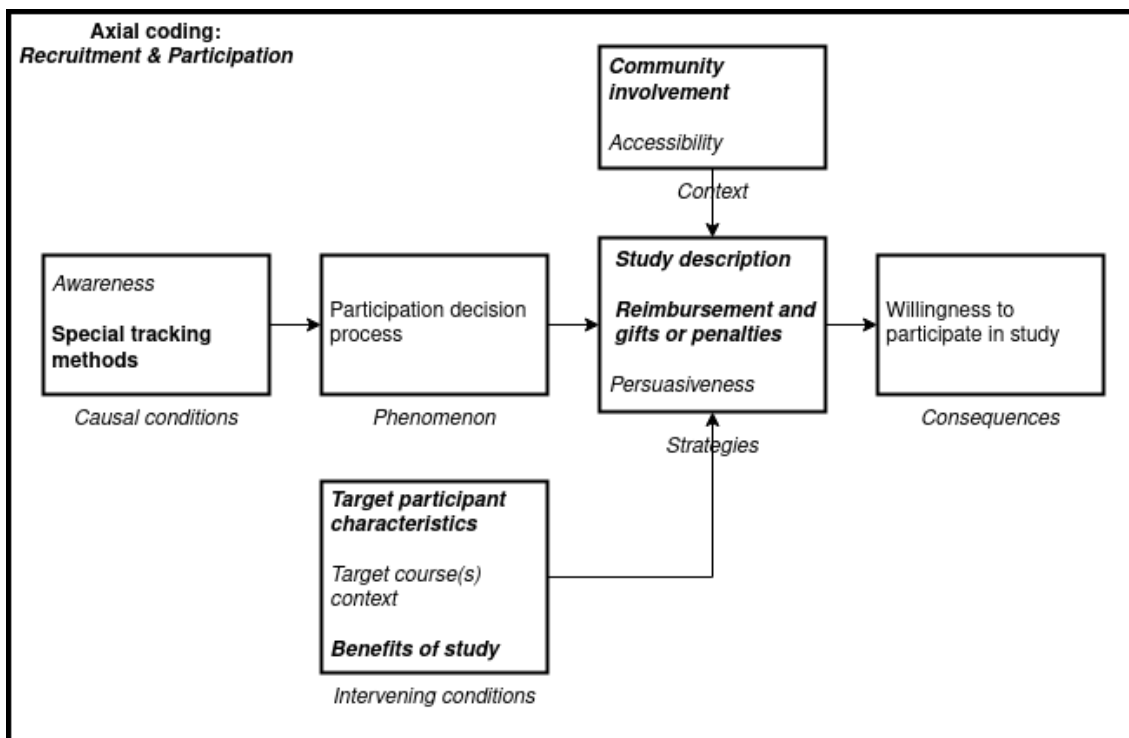 Axial coding:
Recruitment & Participation
Community
involvement
Accessibility
Context
Awareness
Special tracking
methods
Causal conditions
Participation decision
process
Phenomenon
Study description
Reimbursement and
gifts or penalties
Persuasiveness
Strategies
Willingness to
participate in study
Consequences
Target participant
characteristics
Target course(s)
context
Benefits of study
Intervening conditions